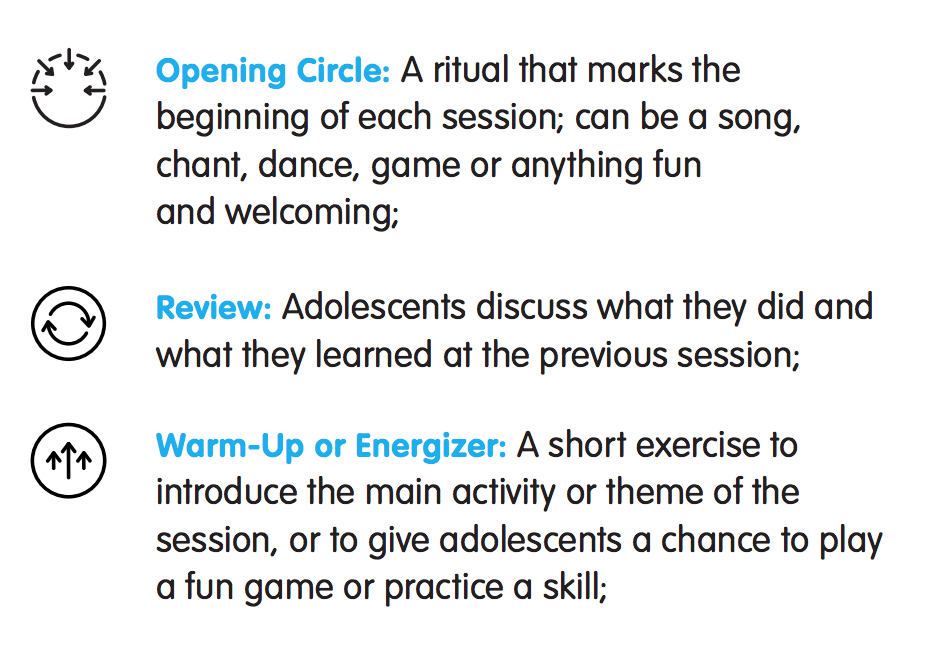 Opening Circle: A ritual that marks the
beginning of each session; can be a song,
chant, dance, game or anything fun
and welcoming;
Review: Adolescents discuss what they did and
what they learned at the previous session;
Warm-Up or Energizer: A short exercise to
introduce the main activity or theme of the
session, or to give adolescents a chance to play
a fun game or practice a skill;